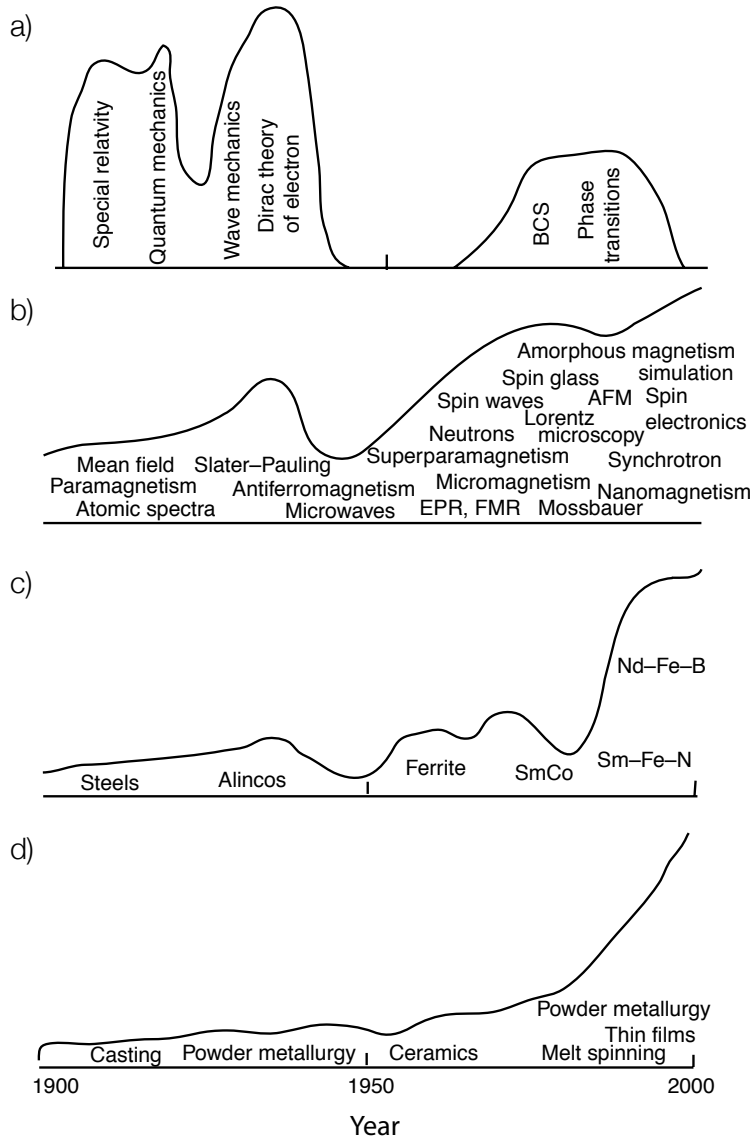 a)
Special relatvity
Quantum mechanics
Wave mechanics
Dirac theory
of electron
BCS
Phase
transitions
b)
Amorphous magnetism
simulation
Spin glass
AFM
Spin
Spin waves
Lorentz
electronics
Neutrons
microscopy
Mean field
Slater–Pauling
Superparamagnetism
Synchrotron
Paramagnetism
Antiferromagnetism
Micromagnetism
Nanomagnetism
Atomic spectra
Microwaves
EPR, FMR
Mossbauer
c)
Nd–Fe–B
Steels
Alincos
Ferrite
SmCo
Sm–Fe–N
d)
Powder metallurgy
Thin films
Casting
Powder metallurgy
Ceramics
Melt spinning
1900
1950
2000
Year